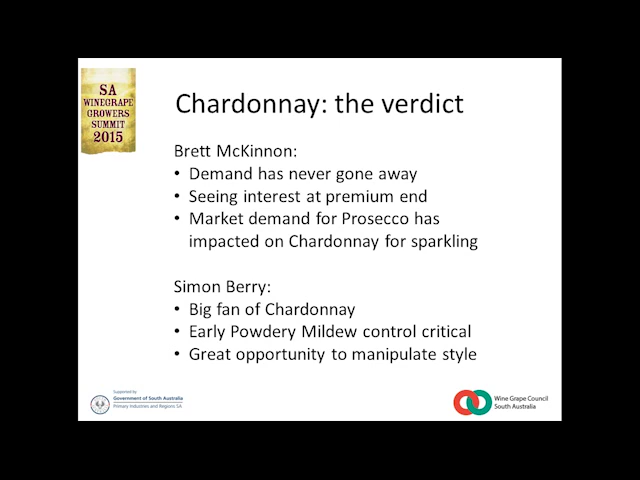 SA
WINEGRAPE
GROWERS
SUMMIT
2015
Chardonnay: the verdict
Brett McKinnon:
• Demand has never gone away
• Seeing interest at premium end
• Market demand for Prosecco has
impacted on Chardonnay for sparkling
Simon Berry:
• Big fan of Chardonnay
• Early Powdery Mildew control critical
• Great opportunity to manipulate style
Supported by
Government of South Australia
Primary Industries and Regions SA
Wine Grape Council
South Australia